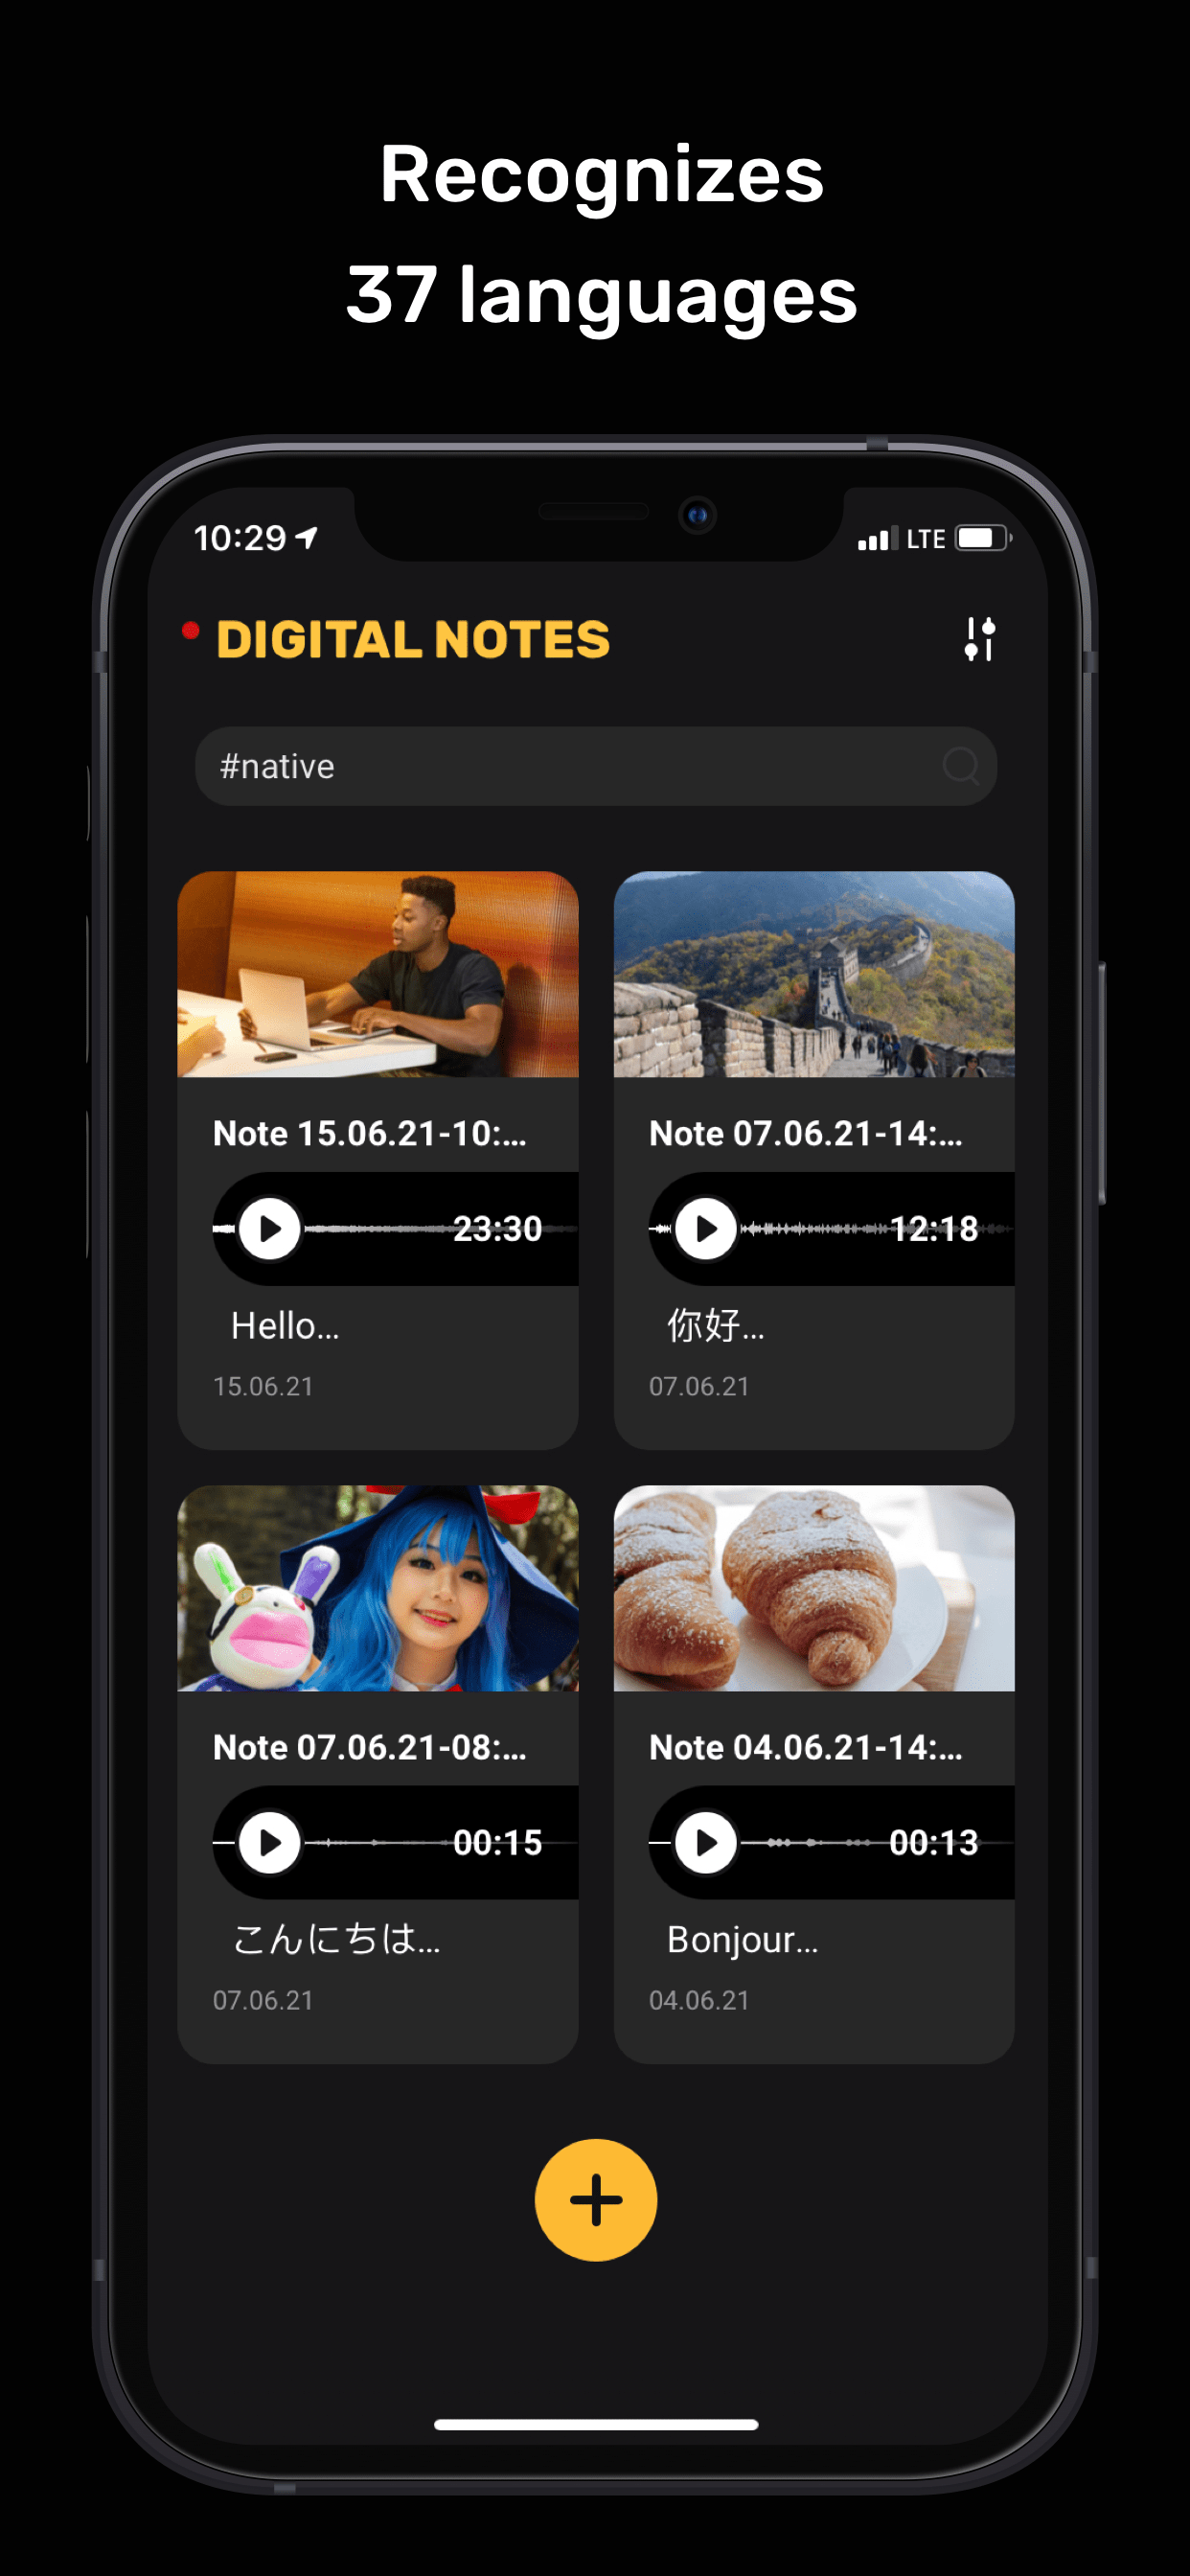 Recognizes
37 languages
10:29
LTE
DIGITAL NOTES
#native
Note 15.06.21-10:...
23:30
Hello...
15.06.21
Note 07.06.21-14:...
12:18
你好...
07.06.21
Note 07.06.21-08:...
00:15
こんにちは...
07.06.21
Note 04.06.21-14:...
00:13
Bonjour...
04.06.21